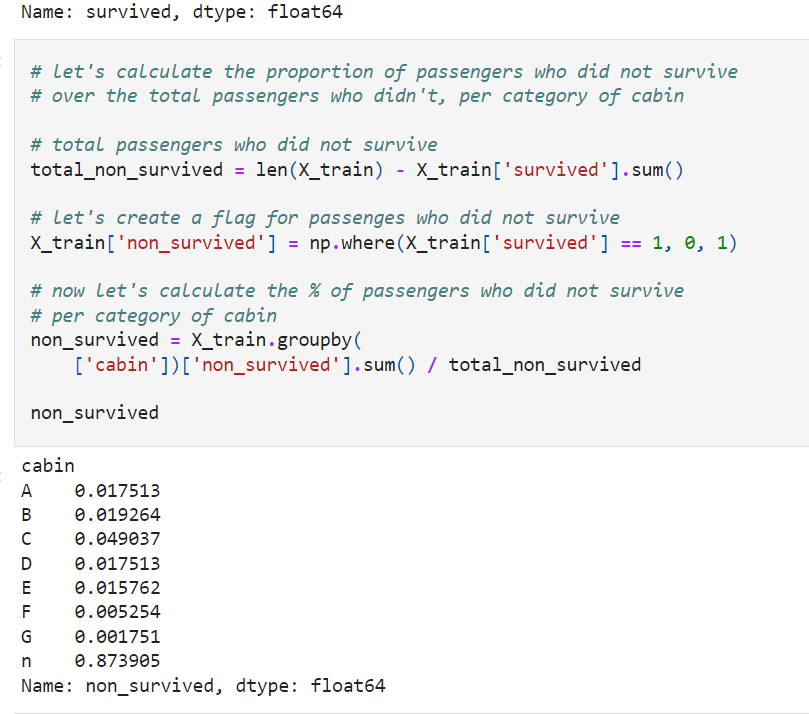 Name: survived, dtype: float64
# let's calculate the proportion of passengers who did not survive
# over the total passengers who didn't, per category of cabin
# total passengers who did not survive
total_non_survived = len(X_train) - X_train['survived'].sum()
# let's create a flag for passenges who did not survive
X_train['non_survived'] = np.where(X_train['survived'] == 1, 0, 1)
# now let's calculate the % of passengers who did not survive
# per category of cabin
non_survived = X_train.groupby(
    ['cabin'])['non_survived'].sum() / total_non_survived
non_survived
cabin
A    0.017513
B    0.019264
C    0.049037
D    0.017513
E    0.015762
F    0.005254
G    0.001751
n    0.873905
Name: non_survived, dtype: float64